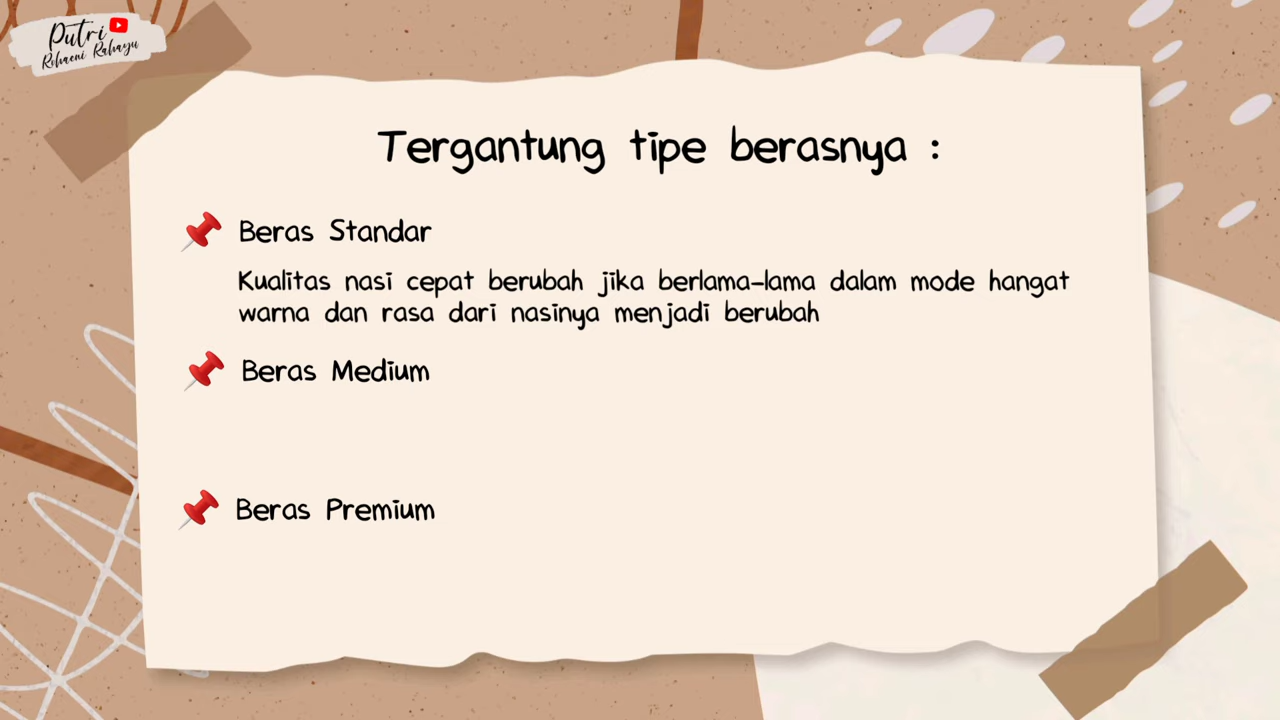 Putri
Rohaeni Rahayu
Tergantung tipe berasnya :
Beras Standar
Kualitas nasi cepat berubah jika berlama-lama dalam mode hangat
warna dan rasa dari nasinya menjadi berubah
Beras Medium
Beras Premium